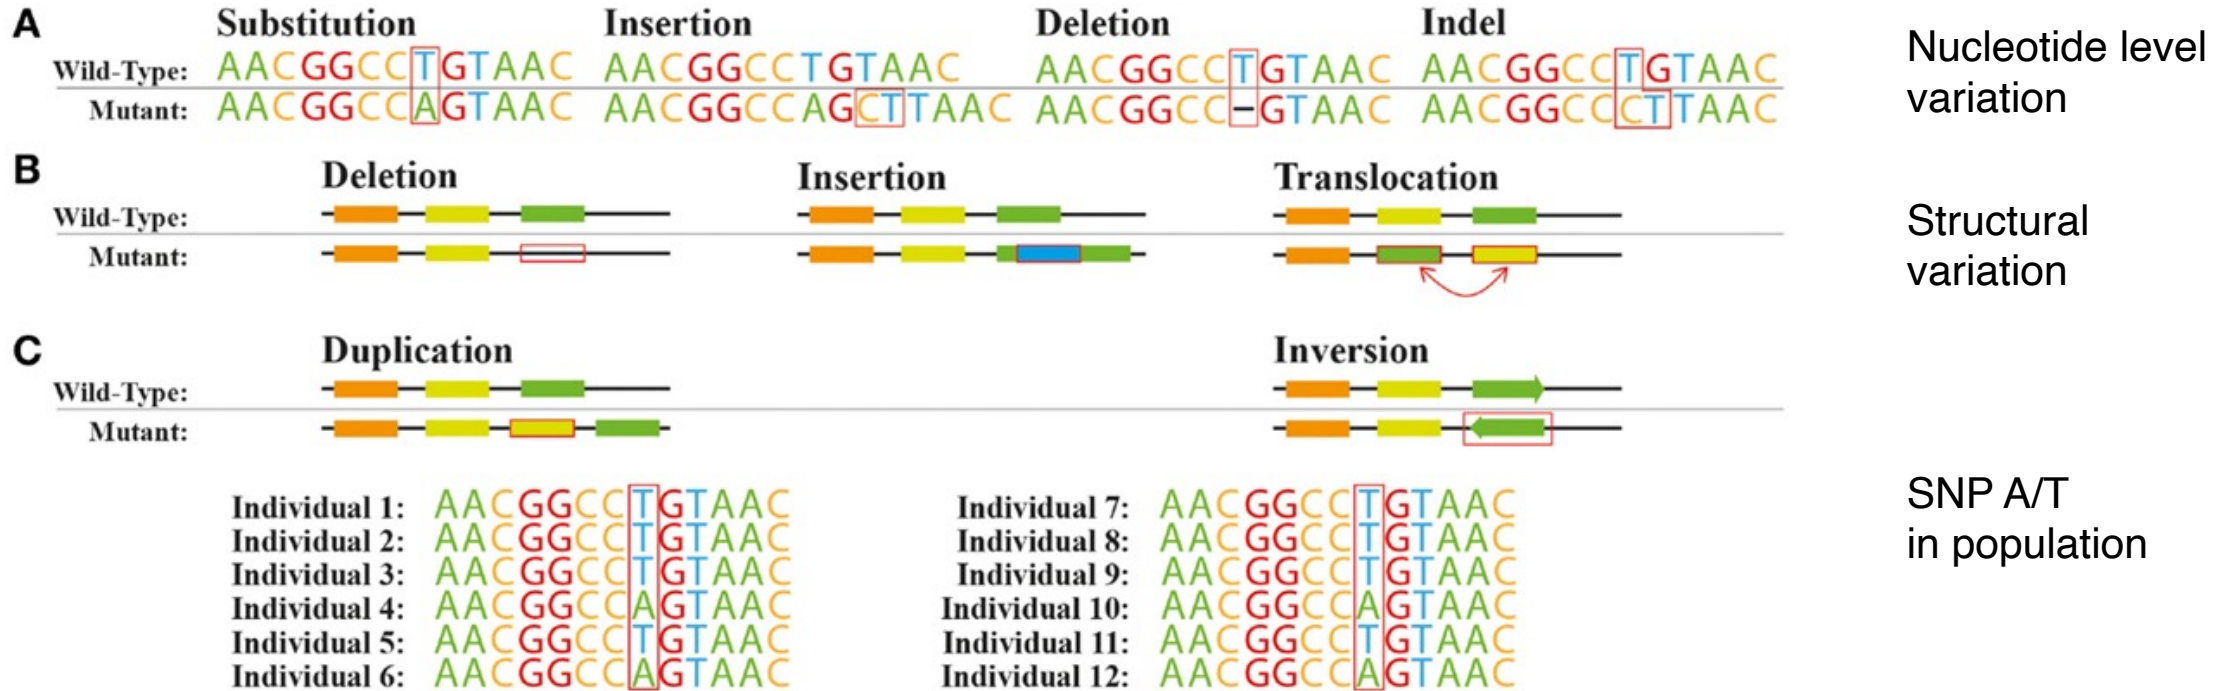 A
Substitution Insertion Deletion Indel
Wild-Type: AACGGCCTGTAAC AACGGCCTGTAAC AACGGCCTGTAAC AACGGCCTGTAAC
Mutant: AACGGCCAGTAAC AACGGCCAGCTTAAC AACGGCC–GTAAC AACGGCCCTTAAC
Nucleotide level
variation
B
Deletion Insertion Translocation
Wild-Type:
Mutant:
Structural
variation
C
Duplication Inversion
Wild-Type:
Mutant:
Individual 1: AACGGCCTGTAAC
Individual 2: AACGGCCTGTAAC
Individual 3: AACGGCCTGTAAC
Individual 4: AACGGCCAGTAAC
Individual 5: AACGGCCTGTAAC
Individual 6: AACGGCCAGTAAC
Individual 7: AACGGCCTGTAAC
Individual 8: AACGGCCTGTAAC
Individual 9: AACGGCCTGTAAC
Individual 10: AACGGCCAGTAAC
Individual 11: AACGGCCTGTAAC
Individual 12: AACGGCCAGTAAC
SNP A/T
in population